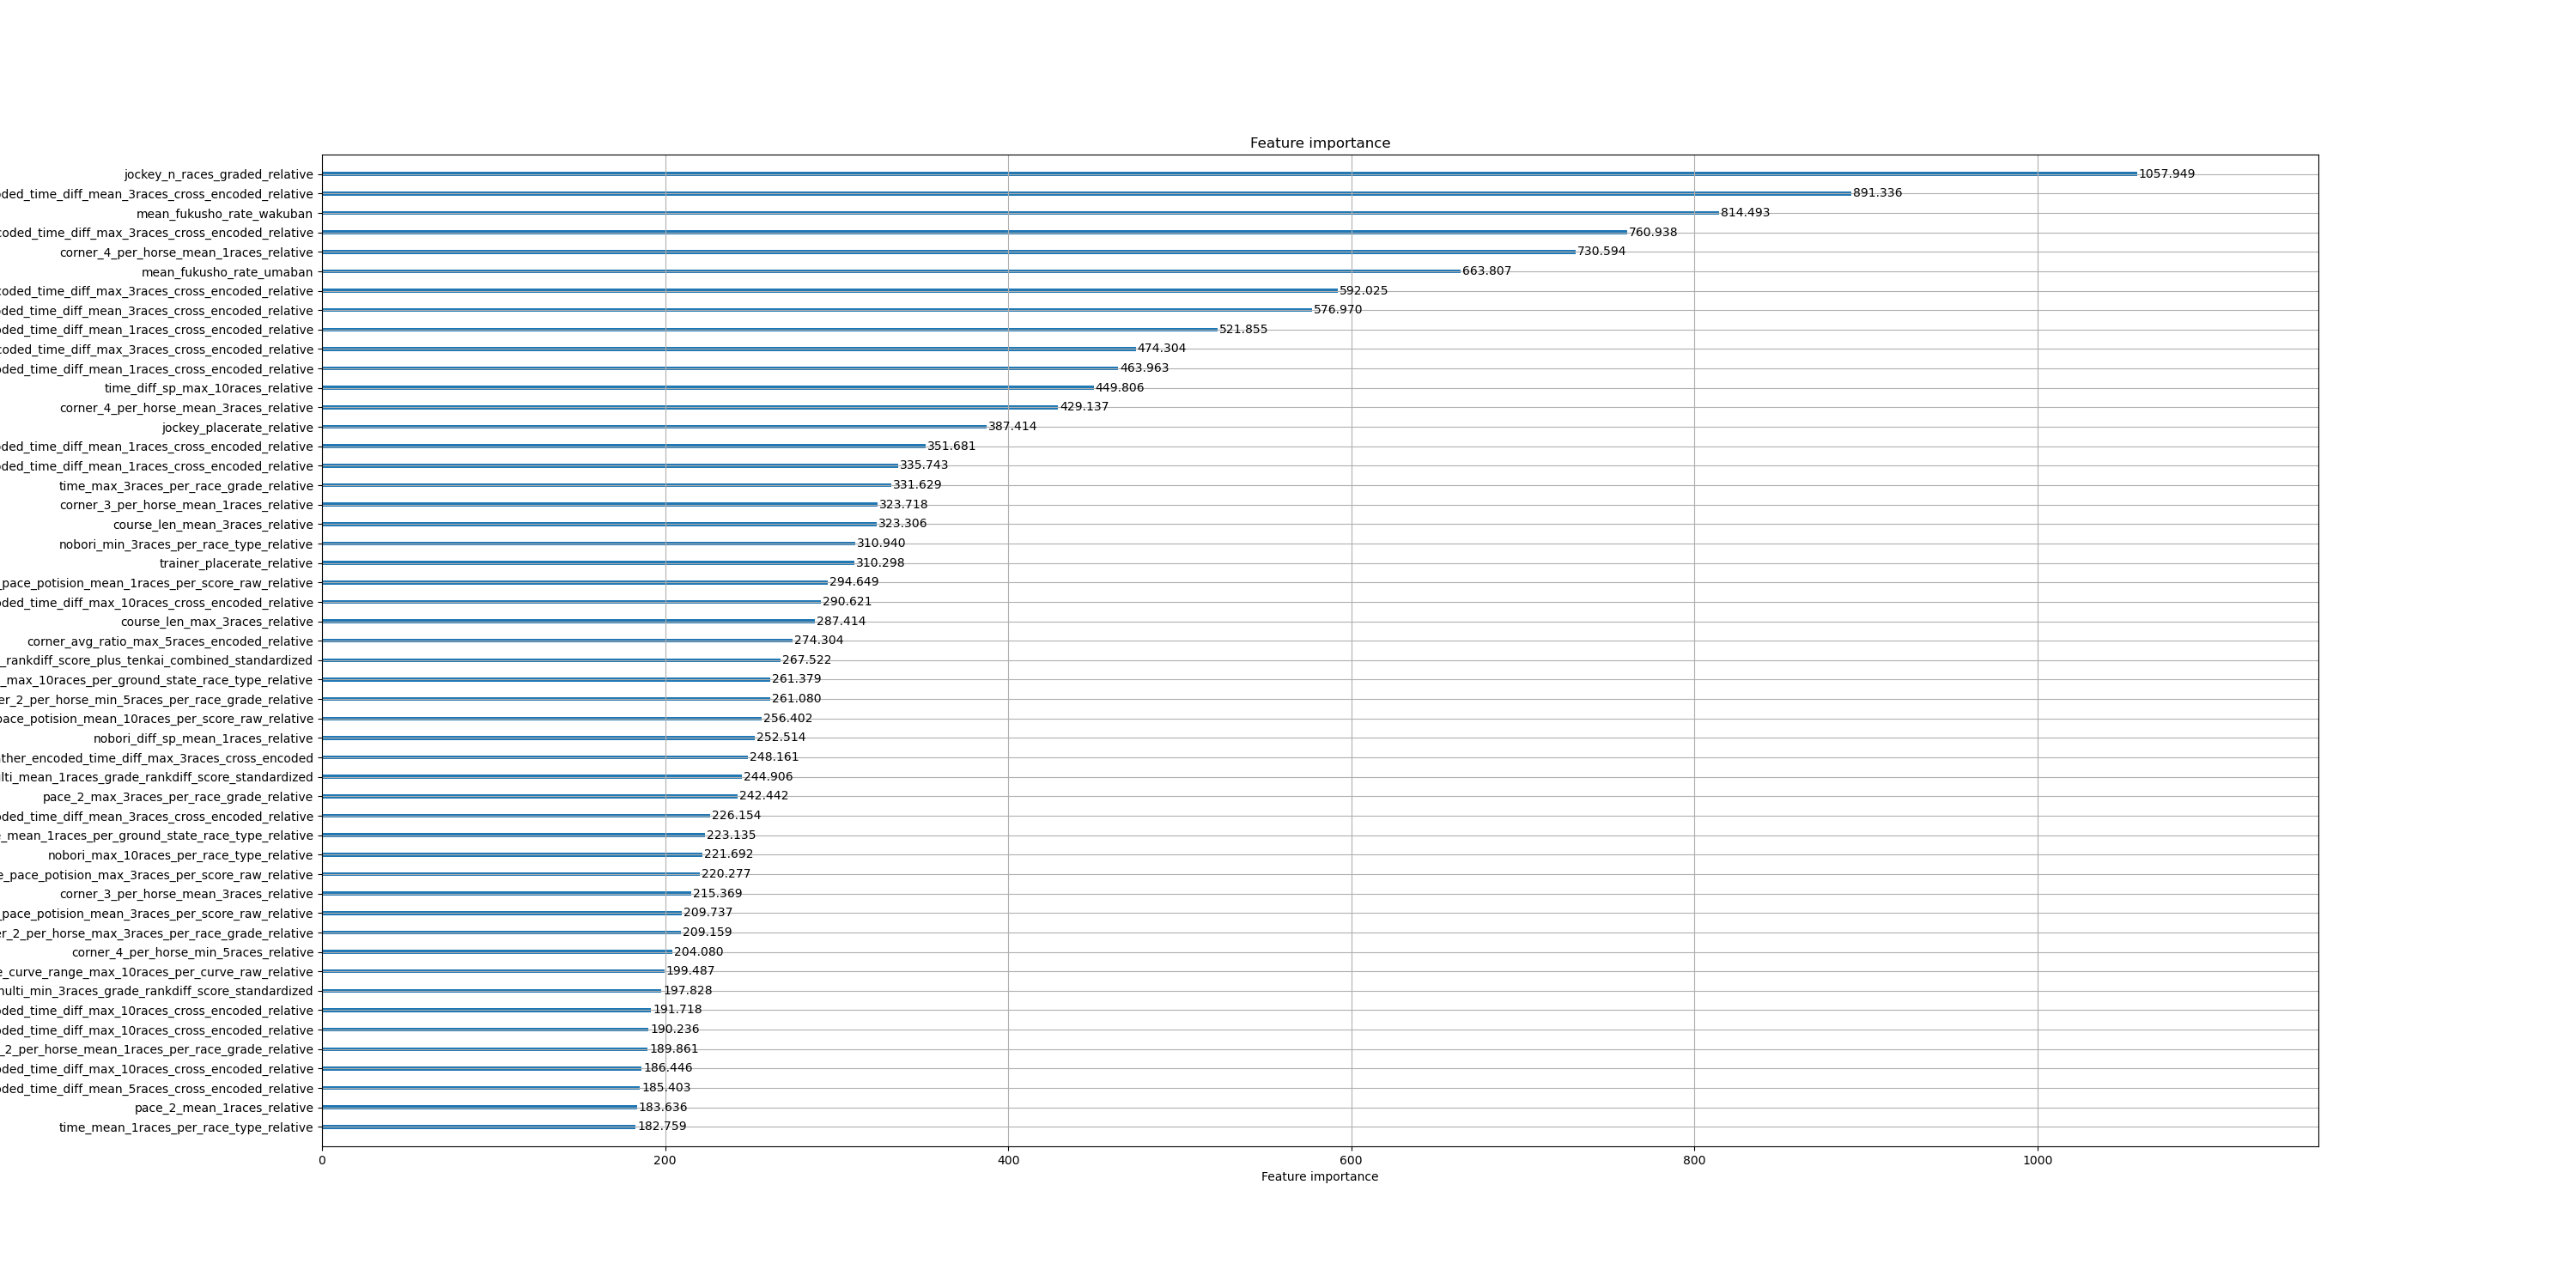 Feature importance
jockey_n_races_graded_relative 1057.949
ded_time_diff_mean_3races_cross_encoded_relative 891.336
mean_fukusho_rate_wakuban 814.493
coded_time_diff_max_3races_cross_encoded_relative 760.938
corner_4_per_horse_mean_1races_relative 730.594
mean_fukusho_rate_umaban 663.807
coded_time_diff_max_3races_cross_encoded_relative 592.025
ded_time_diff_mean_3races_cross_encoded_relative 576.970
ded_time_diff_mean_1races_cross_encoded_relative 521.855
coded_time_diff_max_3races_cross_encoded_relative 474.304
ded_time_diff_mean_1races_cross_encoded_relative 463.963
time_diff_sp_max_10races_relative 449.806
corner_4_per_horse_mean_3races_relative 429.137
jockey_placerate_relative 387.414
ded_time_diff_mean_1races_cross_encoded_relative 351.681
ded_time_diff_mean_1races_cross_encoded_relative 335.743
time_max_3races_per_race_grade_relative 331.629
corner_3_per_horse_mean_1races_relative 323.718
course_len_mean_3races_relative 323.306
nobori_min_3races_per_race_type_relative 310.940
trainer_placerate_relative 310.298
_pace_potision_mean_1races_per_score_raw_relative 294.649
ded_time_diff_max_10races_cross_encoded_relative 290.621
course_len_max_3races_relative 287.414
corner_avg_ratio_max_5races_encoded_relative 274.304
_rankdiff_score_plus_tenkai_combined_standardized 267.522
_max_10races_per_ground_state_race_type_relative 261.379
er_2_per_horse_min_5races_per_race_grade_relative 261.080
pace_potision_mean_10races_per_score_raw_relative 256.402
nobori_diff_sp_mean_1races_relative 252.514
ther_encoded_time_diff_max_3races_cross_encoded 248.161
lti_mean_1races_grade_rankdiff_score_standardized 244.906
pace_2_max_3races_per_race_grade_relative 242.442
ded_time_diff_mean_3races_cross_encoded_relative 226.154
_mean_1races_per_ground_state_race_type_relative 223.135
nobori_max_10races_per_race_type_relative 221.692
e_pace_potision_max_3races_per_score_raw_relative 220.277
corner_3_per_horse_mean_3races_relative 215.369
_pace_potision_mean_3races_per_score_raw_relative 209.737
er_2_per_horse_max_3races_per_race_grade_relative 209.159
corner_4_per_horse_min_5races_relative 204.080
e_curve_range_max_10races_per_curve_raw_relative 199.487
multi_min_3races_grade_rankdiff_score_standardized 197.828
ded_time_diff_max_10races_cross_encoded_relative 191.718
ded_time_diff_max_10races_cross_encoded_relative 190.236
_2_per_horse_mean_1races_per_race_grade_relative 189.861
ded_time_diff_max_10races_cross_encoded_relative 186.446
ded_time_diff_mean_5races_cross_encoded_relative 185.403
pace_2_mean_1races_relative 183.636
time_mean_1races_per_race_type_relative 182.759
0 200 400 600 800 1000
Feature importance